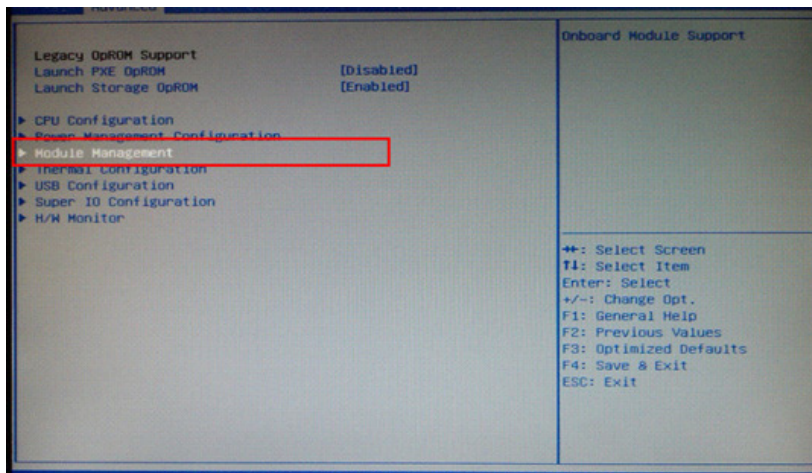 Advanced
Legacy OpROM Support
Launch PXE OpROM [Disabled]
Launch Storage OpROM [Enabled]
▶ CPU Configuration
▶ Power Management Configuration
▶ Module Management
▶ Thermal Configuration
▶ USB Configuration
▶ Super IO Configuration
▶ H/W Monitor
Onboard Module Support
→←: Select Screen
↑↓: Select Item
Enter: Select
+/-: Change Opt.
F1: General Help
F2: Previous Values
F3: Optimized Defaults
F4: Save & Exit
ESC: Exit